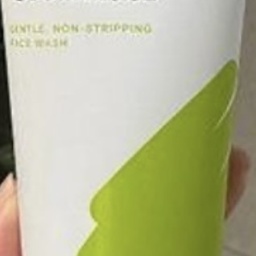 GENTLE, NON-STRIPPING
FACE WASH